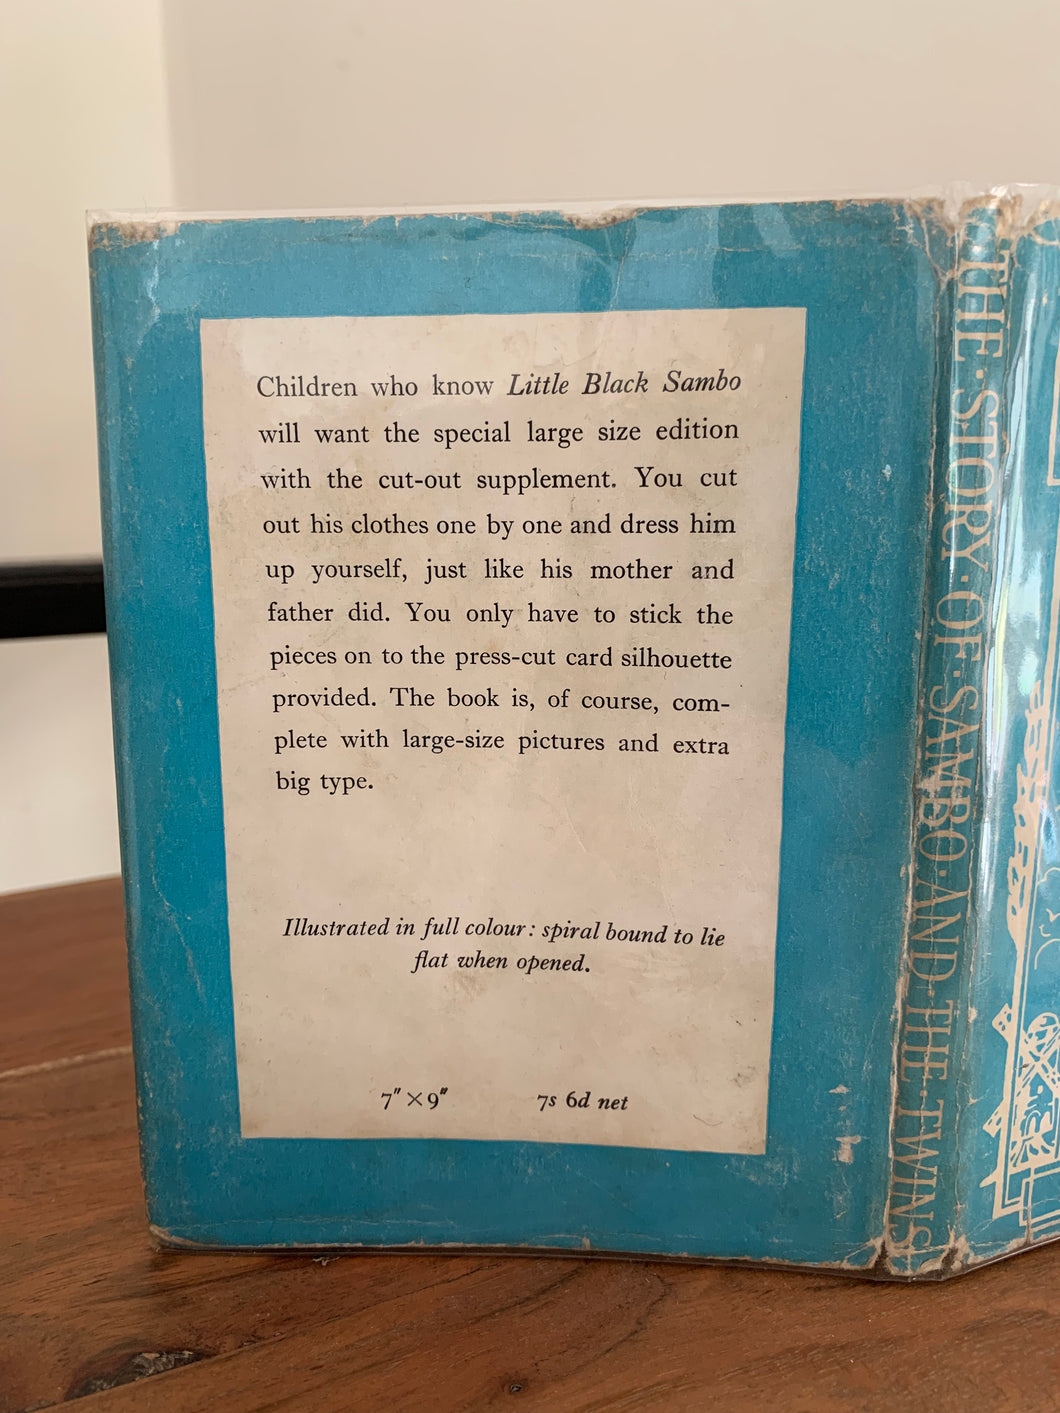 Children who know Little Black Sambo
will want the special large size edition
with the cut-out supplement. You cut
out his clothes one by one and dress him
up yourself, just like his mother and
father did. You only have to stick the
pieces on to the press-cut card silhouette
provided. The book is, of course, com-
plete with large-size pictures and extra
big type.
Illustrated in full colour: spiral bound to lie
flat when opened.
7" × 9" 7s 6d net
THE·STORY·OF·SAMBO·AND·THE·TWINS